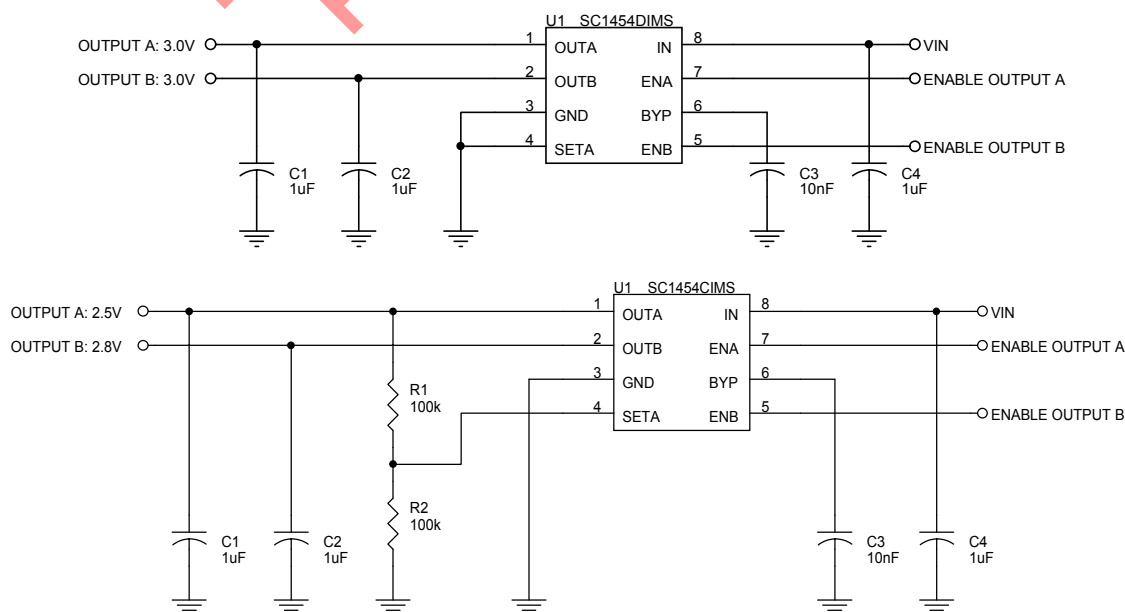 U1 SC1454DIMS
OUTPUT A: 3.0V 1 OUTA IN 8 VIN
OUTPUT B: 3.0V 2 OUTB ENA 7 ENABLE OUTPUT A
3 GND BYP 6
4 SETA ENB 5 ENABLE OUTPUT B
C1 C2 C3 C4
1uF 1uF 10nF 1uF
U1 SC1454CIMS
OUTPUT A: 2.5V 1 OUTA IN 8 VIN
OUTPUT B: 2.8V 2 OUTB ENA 7 ENABLE OUTPUT A
3 GND BYP 6
R1
100k
4 SETA ENB 5 ENABLE OUTPUT B
R2
100k
C1 C2 C3 C4
1uF 1uF 10nF 1uF